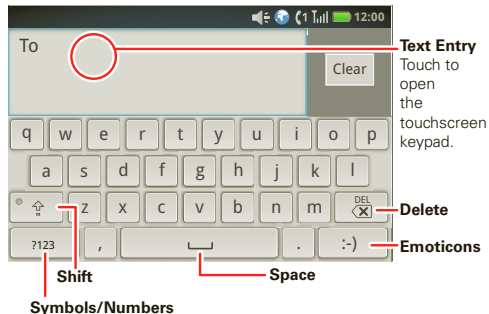 12:00
To
Clear
Text Entry
Touch to
open
the
touchscreen
keypad.
q w e r t y u i o p
a s d f g h j k l
z x c v b n m DEL
Delete
?123 , . :-)
Emoticons
Shift
Space
Symbols/Numbers